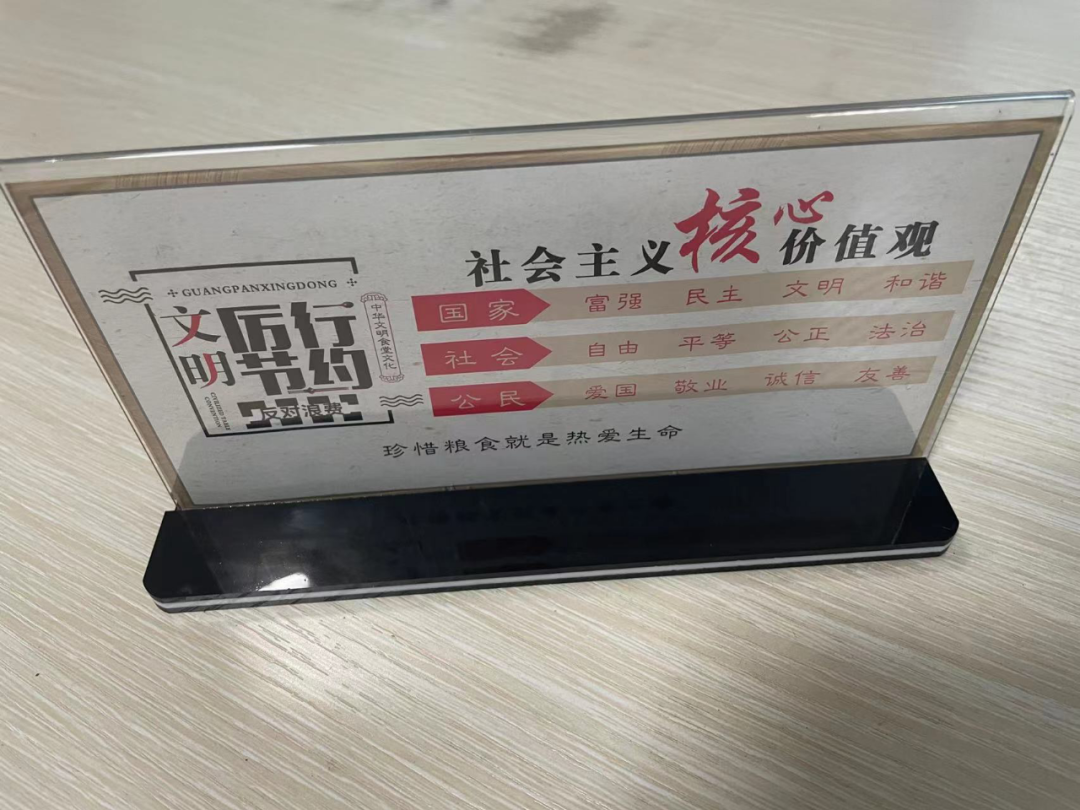 社会主义核心价值观
国家 富强 民主 文明 和谐
社会 自由 平等 公正 法治
公民 爱国 敬业 诚信 友善
珍惜粮食就是热爱生命
GUANGPANXINGDONG
文明
厉行
节约
反对浪费
中华文明食堂文化